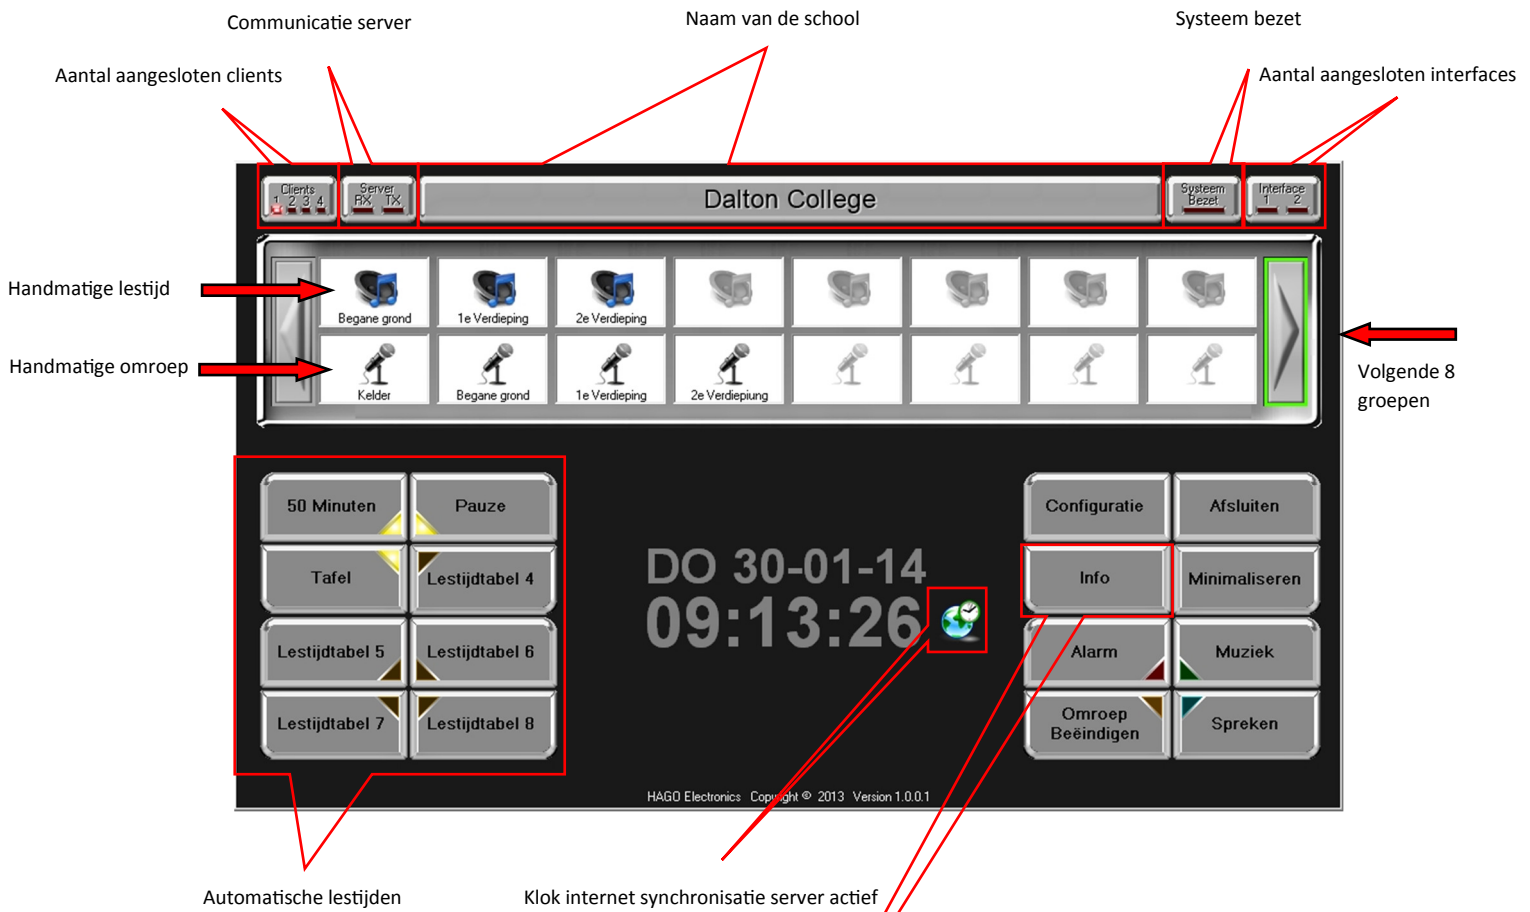 Communicatie server
Naam van de school
Systeem bezet
Aantal aangesloten clients
Aantal aangesloten interfaces
Clients
1 2 3 4
Server
RX TX
Dalton College
Systeem
Bezet
Interface
1 2
Handmatige lestijd
Begane grond
1e Verdieping
2e Verdieping
Handmatige omroep
Kelder
Begane grond
1e Verdieping
2e Verdiepiung
Volgende 8
groepen
50 Minuten
Pauze
Tafel
Lestijdtabel 4
Lestijdtabel 5
Lestijdtabel 6
Lestijdtabel 7
Lestijdtabel 8
DO 30-01-14
09:13:26
Configuratie
Afsluiten
Info
Minimaliseren
Alarm
Muziek
Omroep
Beëindigen
Spreken
HAGO Electronics Copyright © 2013 Version 1.0.0.1
Automatische lestijden
Klok internet synchronisatie server actief